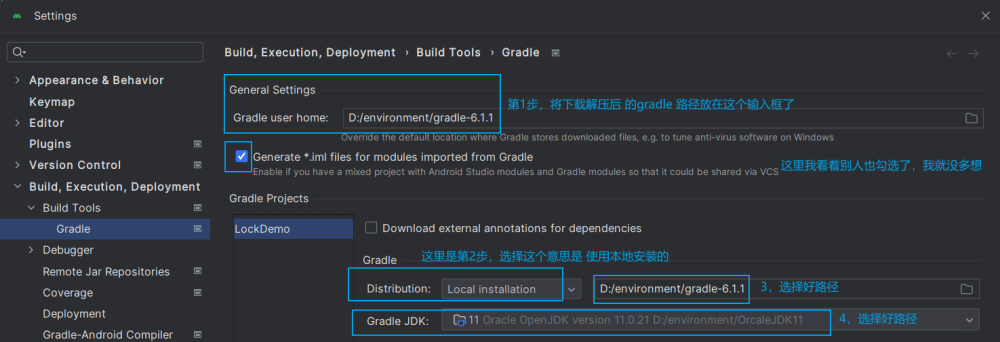 Settings
Build, Execution, Deployment › Build Tools › Gradle
Appearance & Behavior
Keymap
Editor
Plugins
Version Control
Build, Execution, Deployment
Build Tools
Gradle
Debugger
Remote Jar Repositories
Coverage
Deployment
Gradle-Android Compiler
General Settings
Gradle user home: D:/environment/gradle-6.1.1
第1步，将下载解压后 的gradle 路径放在这个输入框了
Override the default location where Gradle stores downloaded files, e.g. to tune anti-virus software on Windows
Generate *.iml files for modules imported from Gradle
Enable if you have a mixed project with Android Studio modules and Gradle modules so that it could be shared via VCS
这里我看着别人也勾选了，我就没多想
Gradle Projects
LockDemo
Download external annotations for dependencies
Gradle
这里是第2步，选择这个意思是 使用本地安装的
Distribution: Local installation D:/environment/gradle-6.1.1
3，选择好路径
Gradle JDK: 11 Oracle OpenJDK version 11.0.21 D:/environment/OrcaleJDK11
4，选择好路径